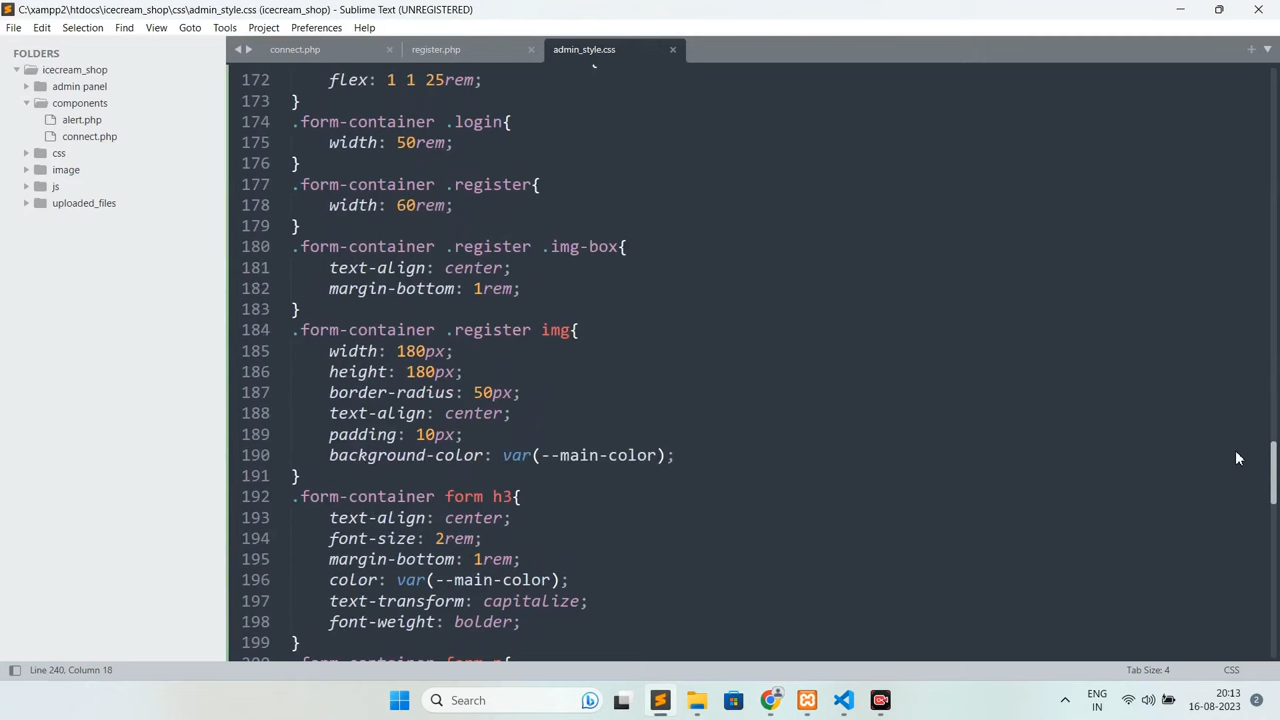 C:\xampp2\htdocs\icecream_shop\css\admin_style.css (icecream_shop) - Sublime Text (UNREGISTERED)
File Edit Selection Find View Goto Tools Project Preferences Help
FOLDERS
icecream_shop
admin panel
components
alert.php
connect.php
css
image
js
uploaded_files
connect.php × register.php × admin_style.css ×
172 flex: 1 1 25rem;
173 }
174 .form-container .login{
175 width: 50rem;
176 }
177 .form-container .register{
178 width: 60rem;
179 }
180 .form-container .register .img-box{
181 text-align: center;
182 margin-bottom: 1rem;
183 }
184 .form-container .register img{
185 width: 180px;
186 height: 180px;
187 border-radius: 50px;
188 text-align: center;
189 padding: 10px;
190 background-color: var(--main-color);
191 }
192 .form-container form h3{
193 text-align: center;
194 font-size: 2rem;
195 margin-bottom: 1rem;
196 color: var(--main-color);
197 text-transform: capitalize;
198 font-weight: bolder;
199 }
Line 240, Column 18
Tab Size: 4
CSS
Search
ENG
IN
20:13
16-08-2023
2